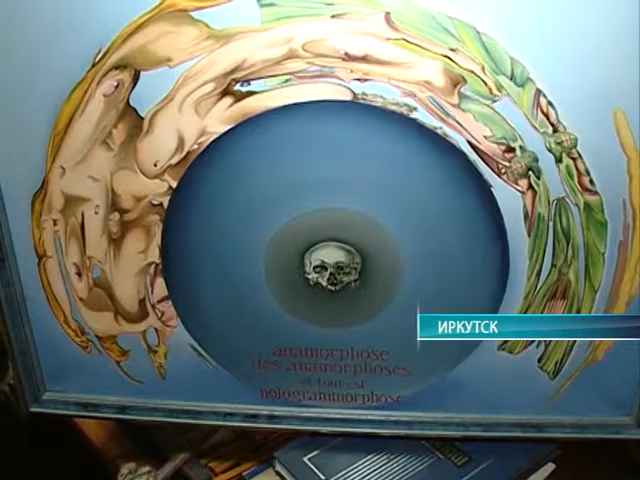 ИРКУТСК
anamorphose
des anamorphoses
et tout est
hologrammorphose